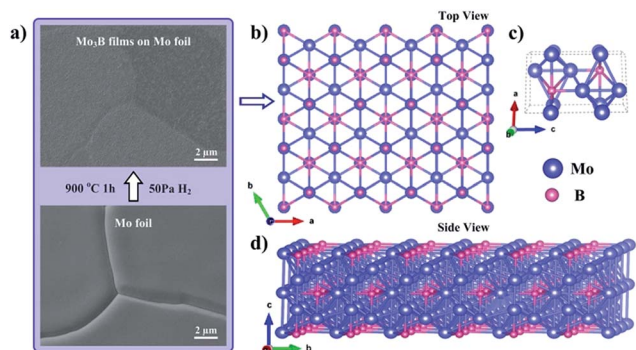 a)
Mo₃B films on Mo foil
2 μm
900 °C 1h
50Pa H₂
Mo foil
2 μm
b)
Top View
b
a
c)
a
b
c
Mo
B
Side View
d)
c
b